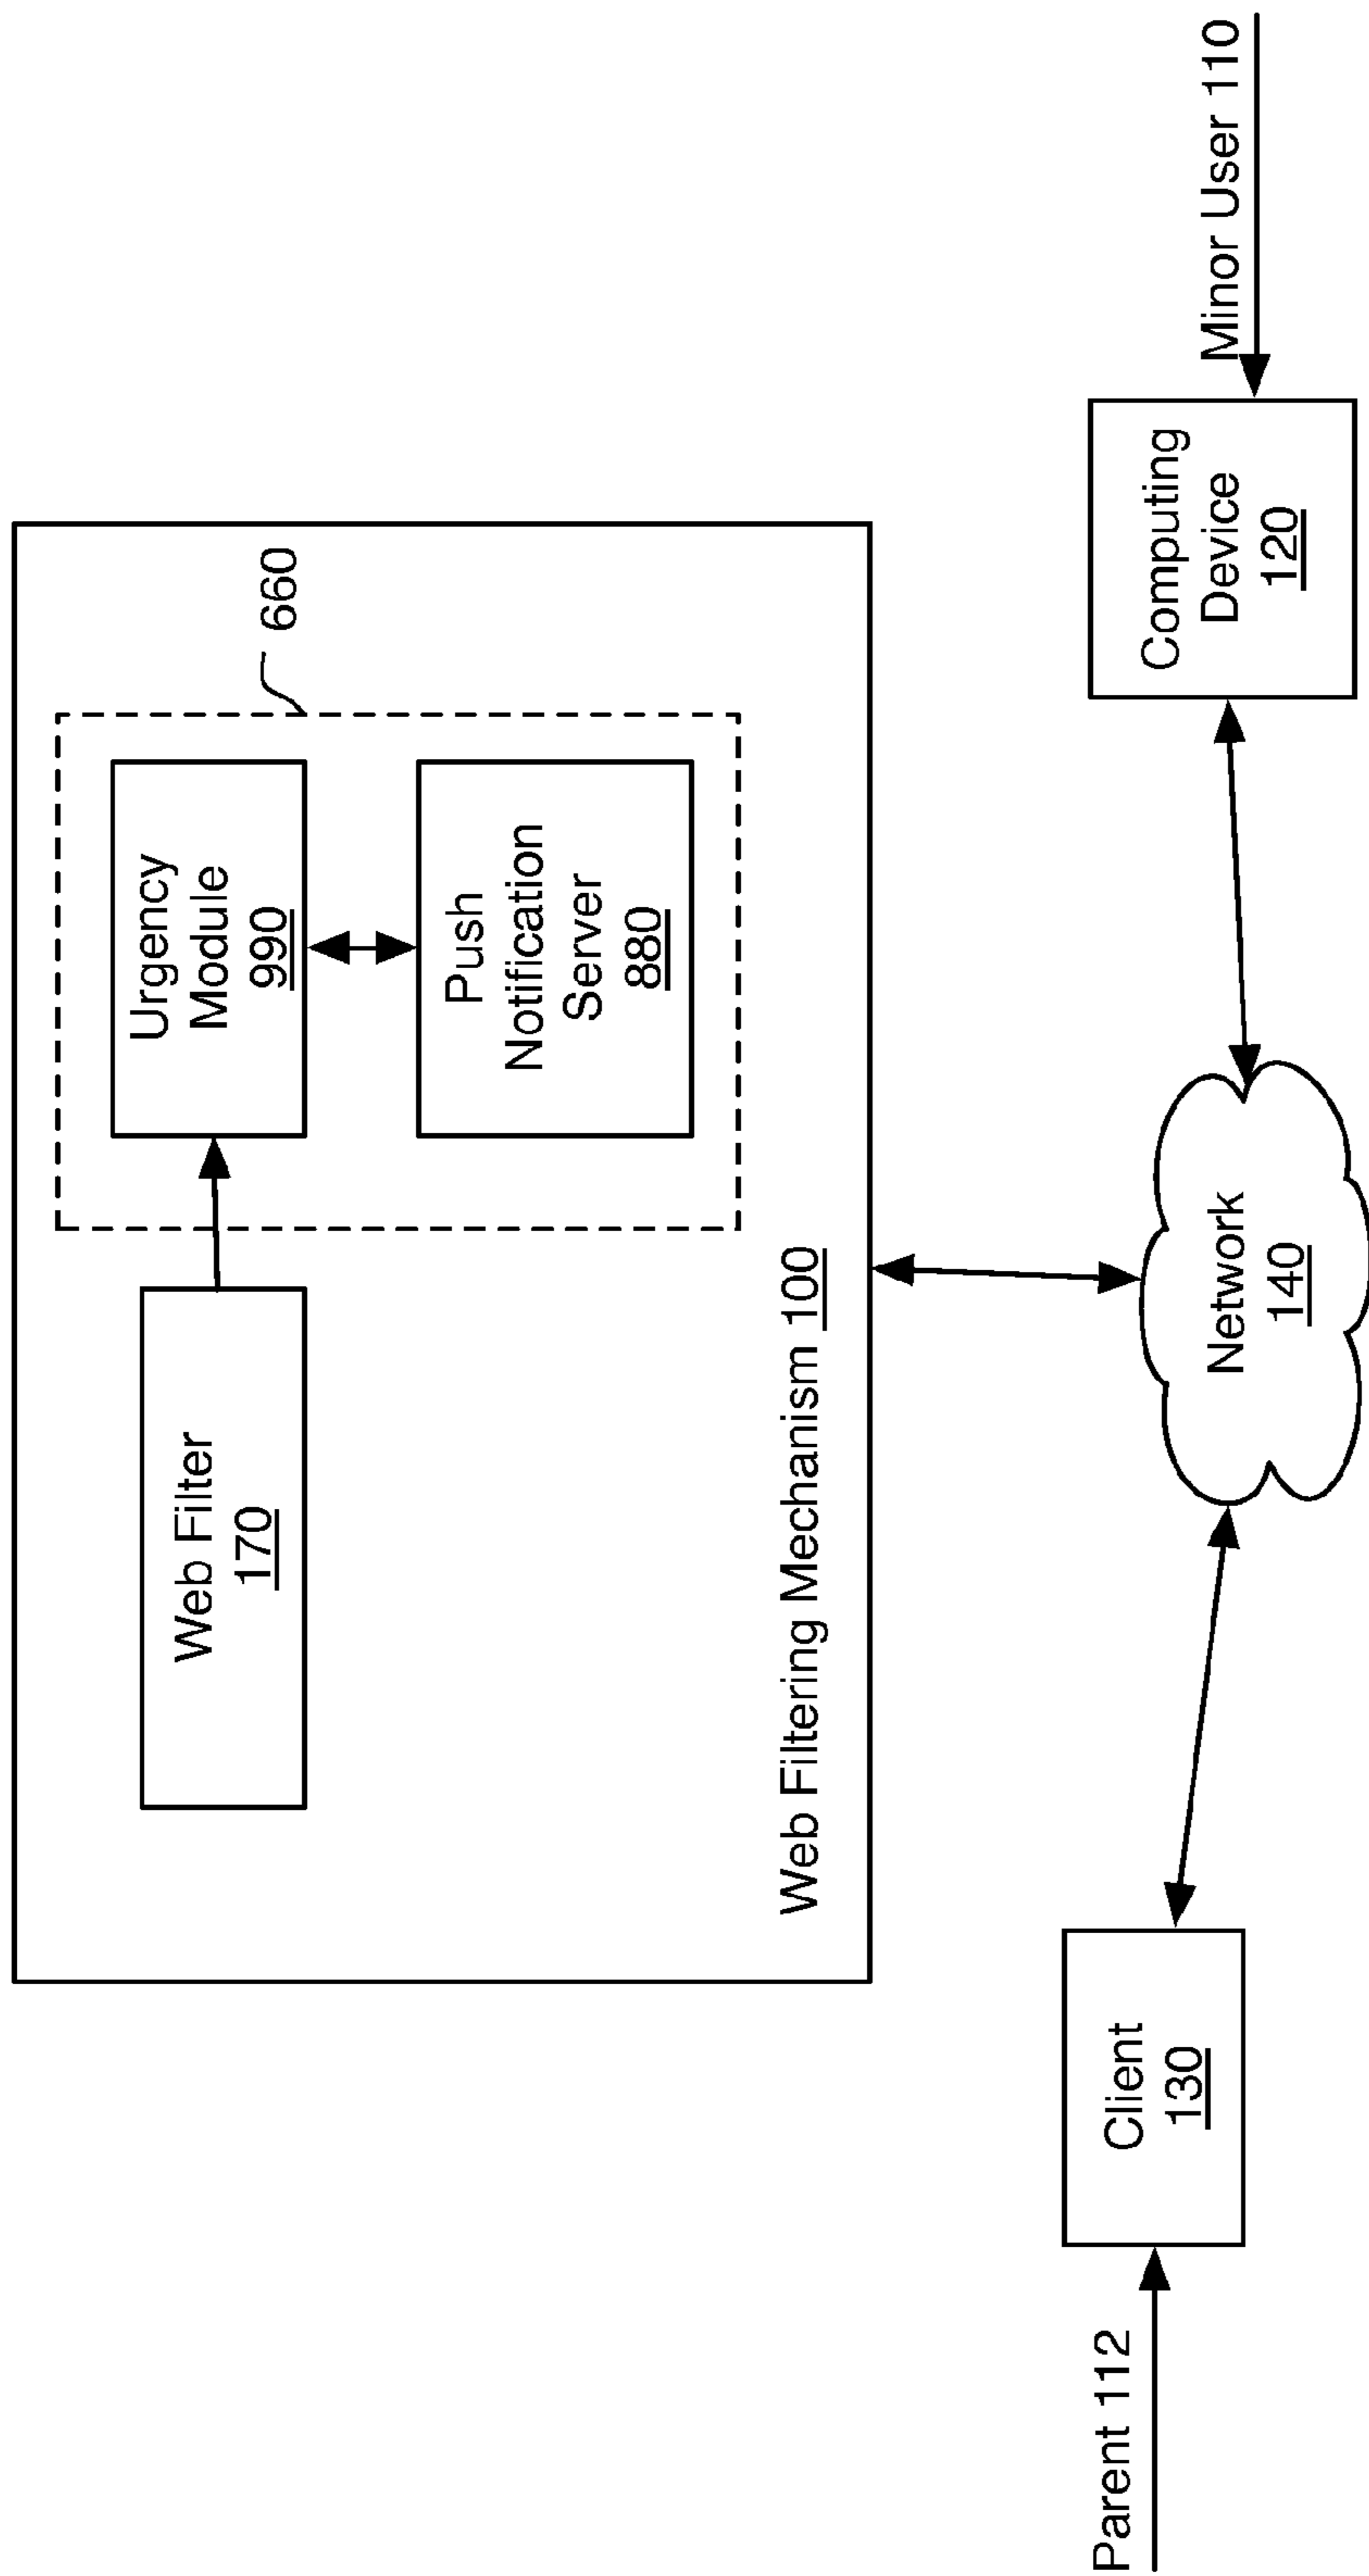 Web Filter
170
Urgency
Module
990
Push
Notification
Server
880
660
Web Filtering Mechanism 100
Parent 112
Client
130
Network
140
Computing
Device
120
Minor User 110